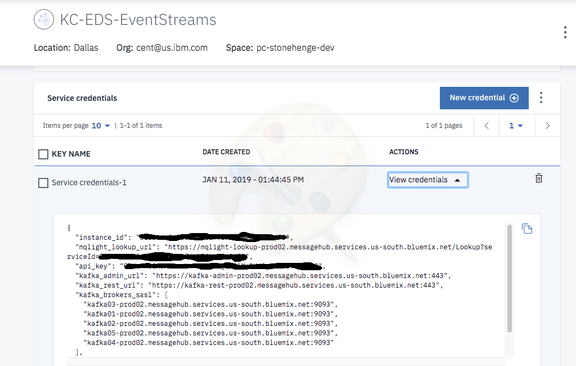 KC-EDS-EventStreams
Location: Dallas Org: cent@us.ibm.com Space: pc-stonehenge-dev
Service credentials
New credential
Items per page 10 | 1-1 of 1 items
1 of 1 pages
1
KEY NAME DATE CREATED ACTIONS
Service credentials-1 JAN 11, 2019 - 01:44:45 PM View credentials
{
"instance_id":
"mqlight_lookup_url": "https://mqlight-lookup-prod02.messagehub.services.us-south.bluemix.net/Lookup?se
rviceId=
"api_key":
"kafka_admin_url": "https://kafka-admin-prod02.messagehub.services.us-south.bluemix.net:443",
"kafka_rest_url": "https://kafka-rest-prod02.messagehub.services.us-south.bluemix.net:443",
"kafka_brokers_sasl": [
"kafka03-prod02.messagehub.services.us-south.bluemix.net:9093",
"kafka01-prod02.messagehub.services.us-south.bluemix.net:9093",
"kafka02-prod02.messagehub.services.us-south.bluemix.net:9093",
"kafka05-prod02.messagehub.services.us-south.bluemix.net:9093",
"kafka04-prod02.messagehub.services.us-south.bluemix.net:9093"
],